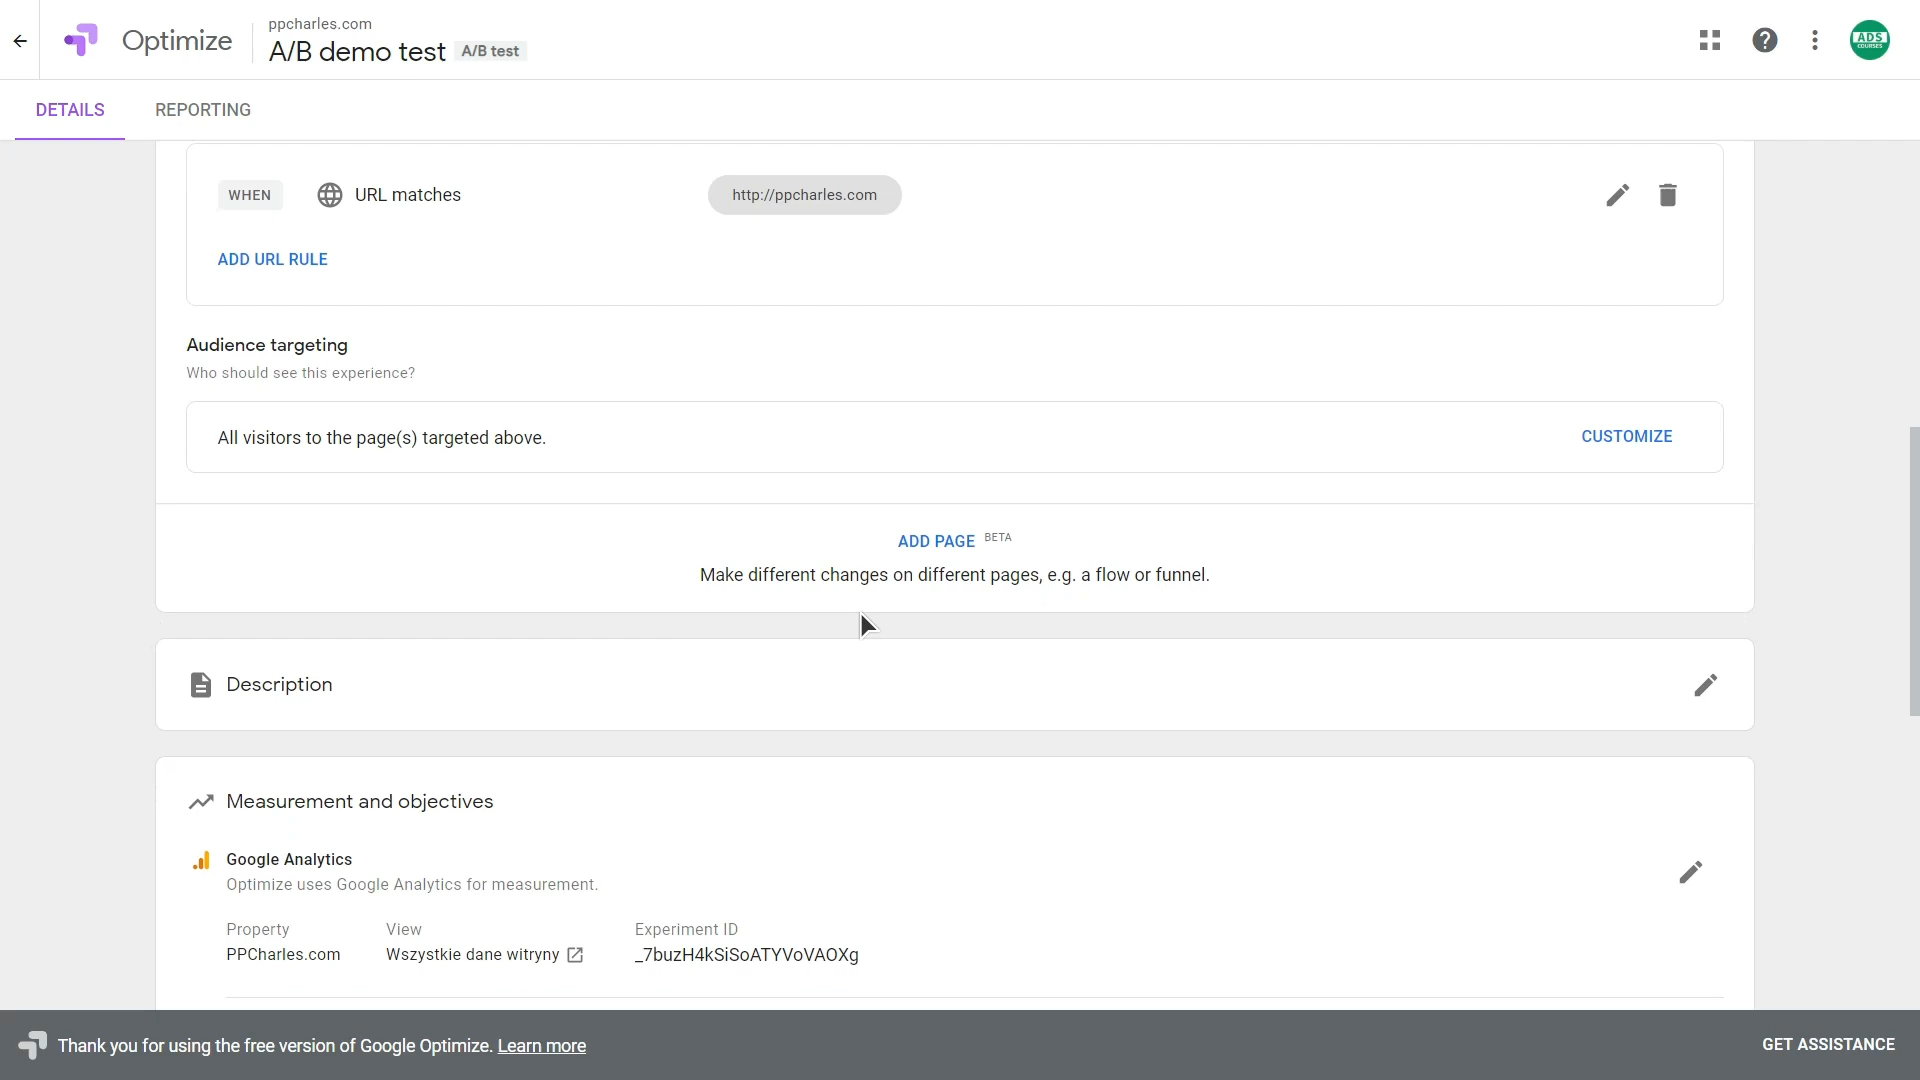 ppcharles.com
Optimize
A/B demo test A/B test
ADS
COURSES
DETAILS REPORTING
WHEN URL matches http://ppcharles.com
ADD URL RULE
Audience targeting
Who should see this experience?
All visitors to the page(s) targeted above. CUSTOMIZE
ADD PAGE BETA
Make different changes on different pages, e.g. a flow or funnel.
Description
Measurement and objectives
Google Analytics
Optimize uses Google Analytics for measurement.
Property View Experiment ID
PPCharles.com Wszystkie dane witryny _7buzH4kSiSoATYVoVAOXg
Thank you for using the free version of Google Optimize. Learn more GET ASSISTANCE